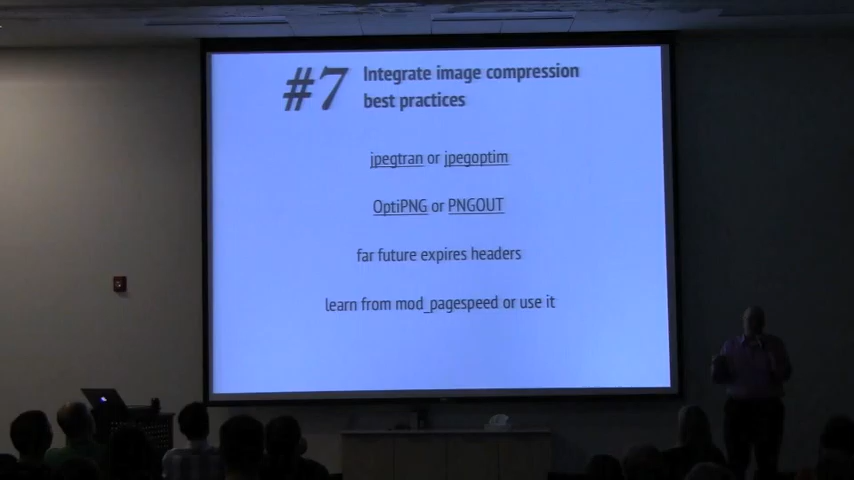 #7 Integrate image compression
best practices
jpegtran or jpegoptim
OptiPNG or PNGOUT
far future expires headers
learn from mod_pagespeed or use it